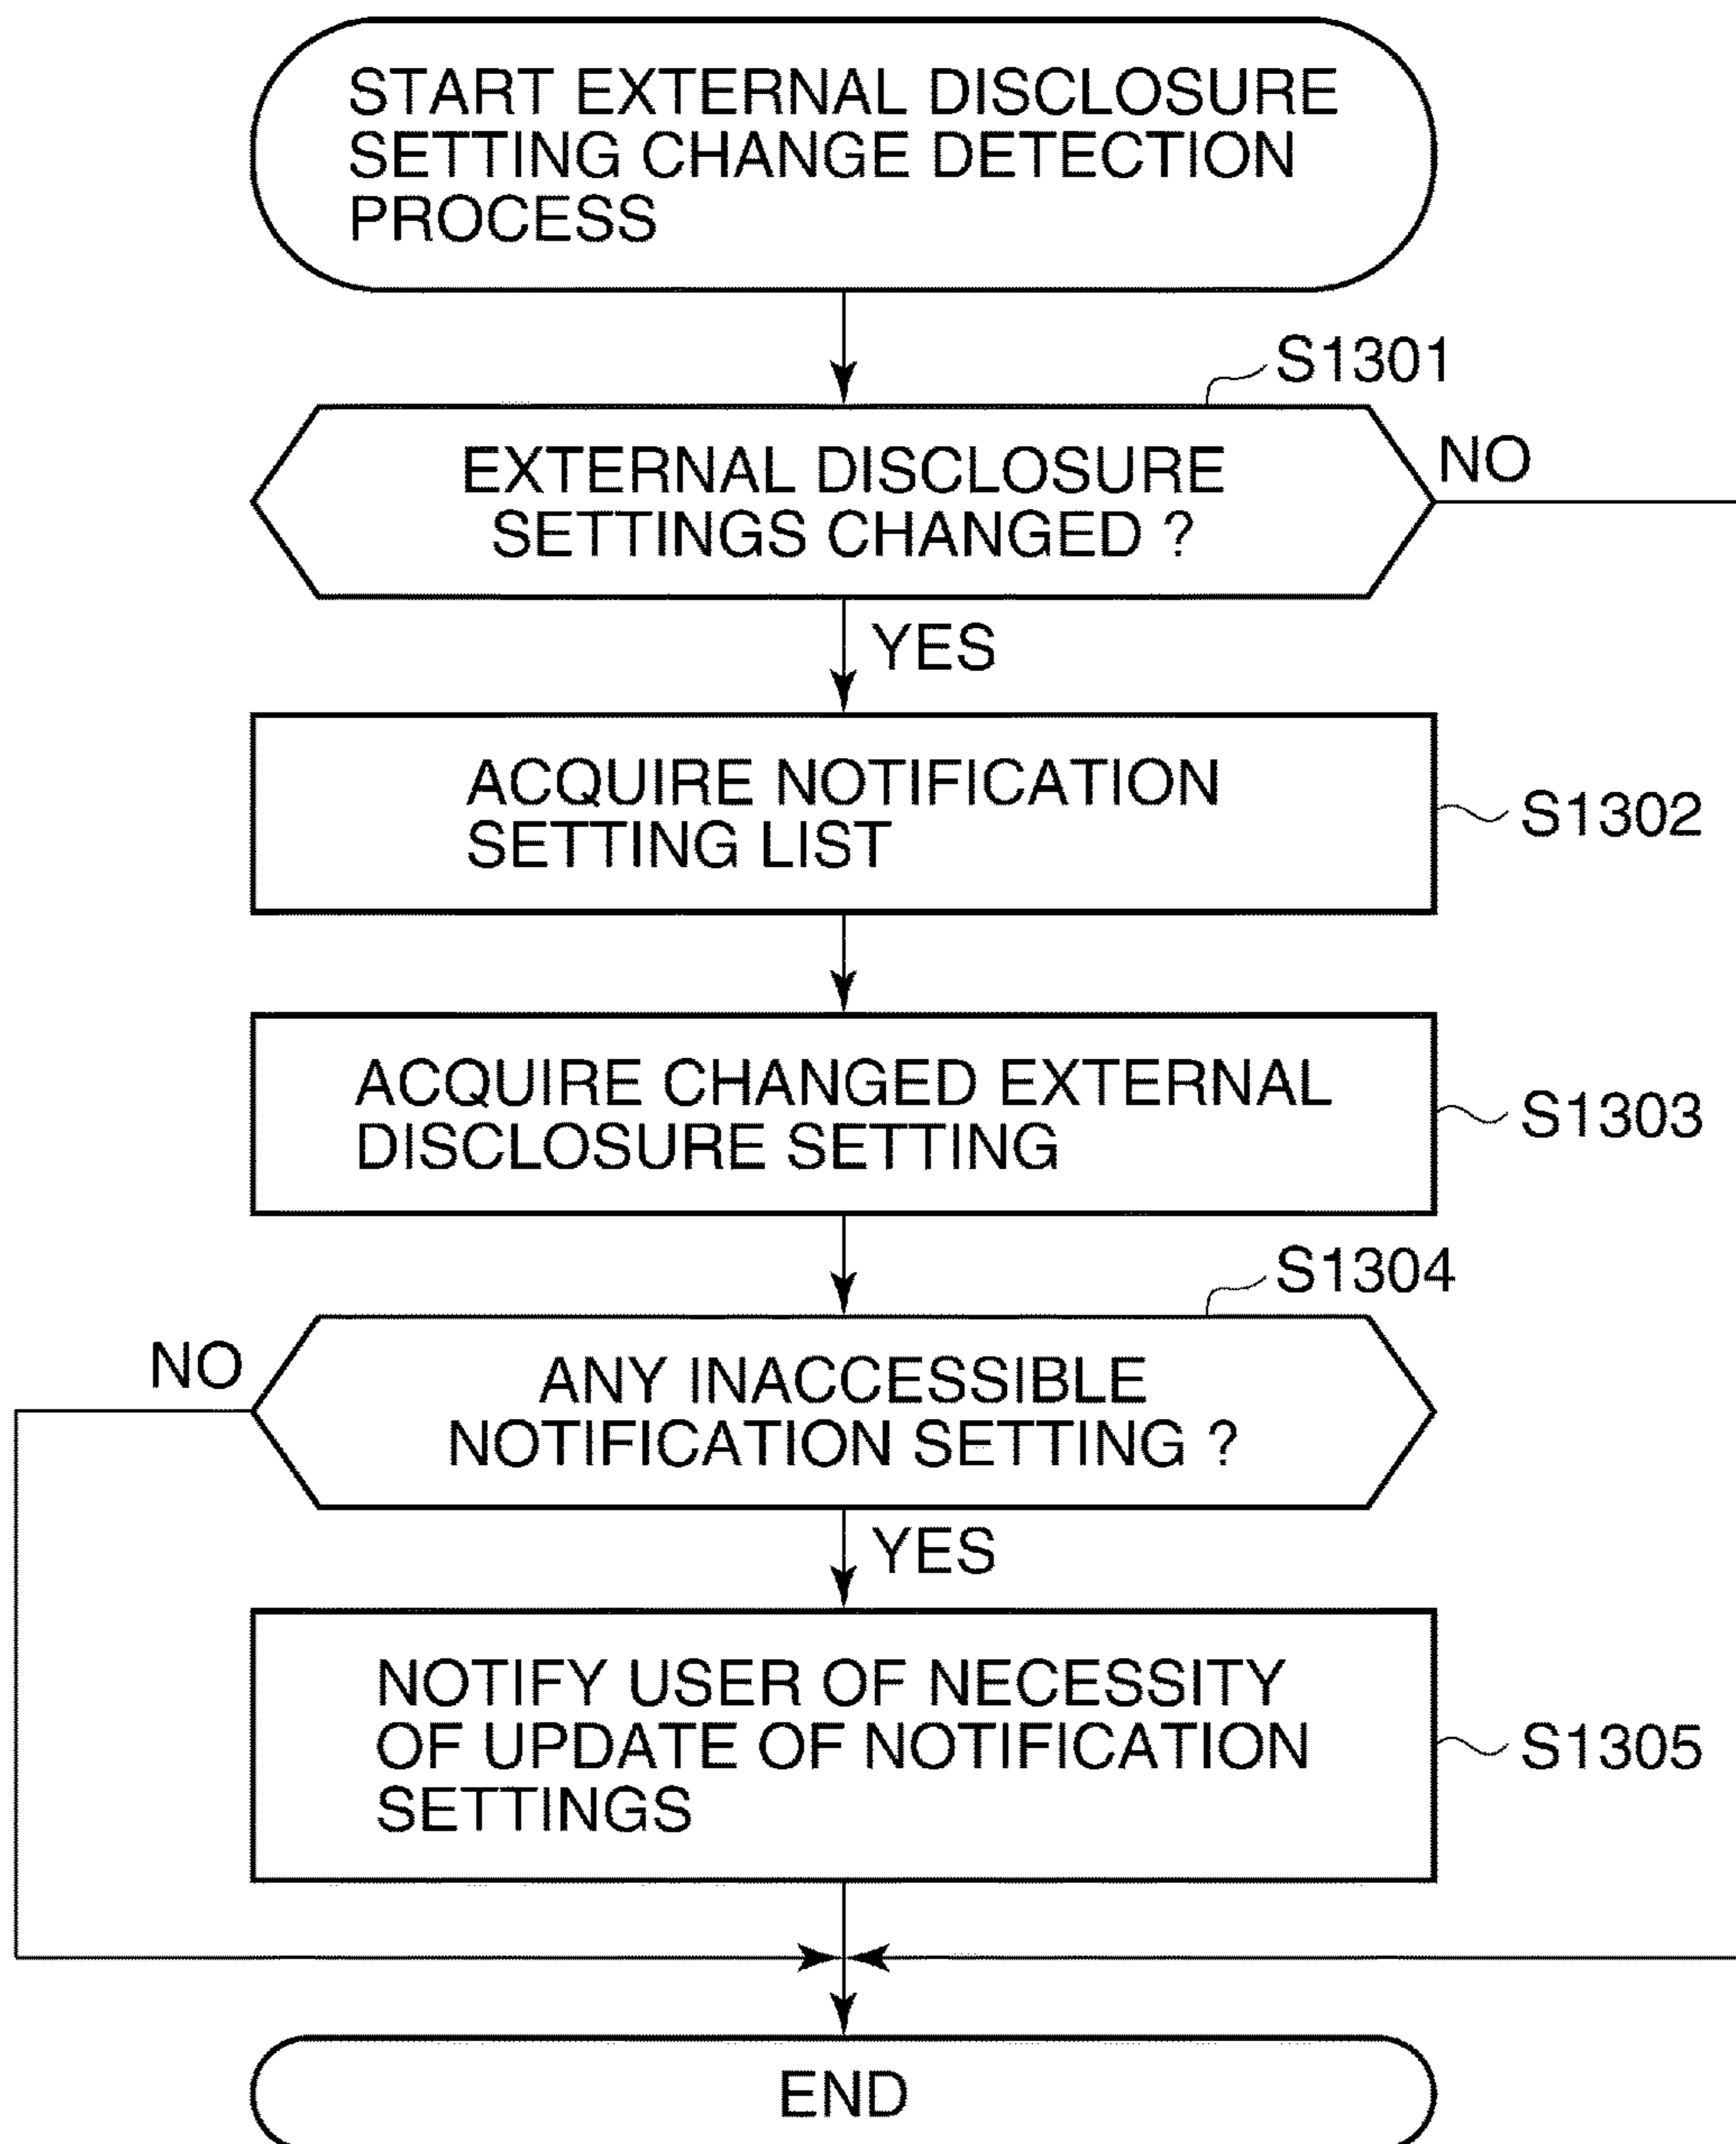 START EXTERNAL DISCLOSURE
SETTING CHANGE DETECTION
PROCESS
S1301
EXTERNAL DISCLOSURE
SETTINGS CHANGED ?
NO
YES
ACQUIRE NOTIFICATION
SETTING LIST
S1302
ACQUIRE CHANGED EXTERNAL
DISCLOSURE SETTING
S1303
S1304
NO
ANY INACCESSIBLE
NOTIFICATION SETTING ?
YES
NOTIFY USER OF NECESSITY
OF UPDATE OF NOTIFICATION
SETTINGS
S1305
END